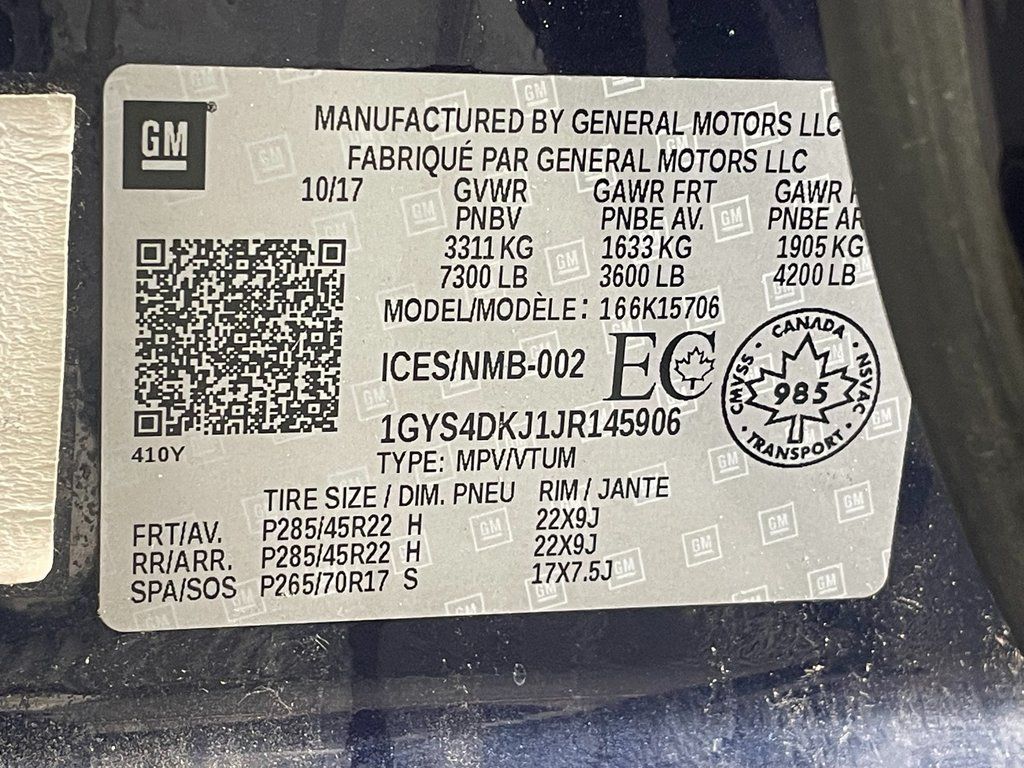 GM
MANUFACTURED BY GENERAL MOTORS LLC
FABRIQUÉ PAR GENERAL MOTORS LLC
10/17 GVWR GAWR FRT GAWR
PNBV PNBE AV. PNBE
3311 KG 1633 KG 1905 KG
7300 LB 3600 LB 4200 LB
MODEL/MODÈLE: 166K15706
ICES/NMB-002 EC
CANADA
CMVSS 985 NSVAC
TRANSPORT
1GYS4DKJ1JR145906
410Y
TYPE: MPV/VTUM
TIRE SIZE / DIM. PNEU RIM / JANTE
FRT/AV. P285/45R22 H 22X9J
RR/ARR. P285/45R22 H 22X9J
SPA/SOS P265/70R17 S 17X7.5J